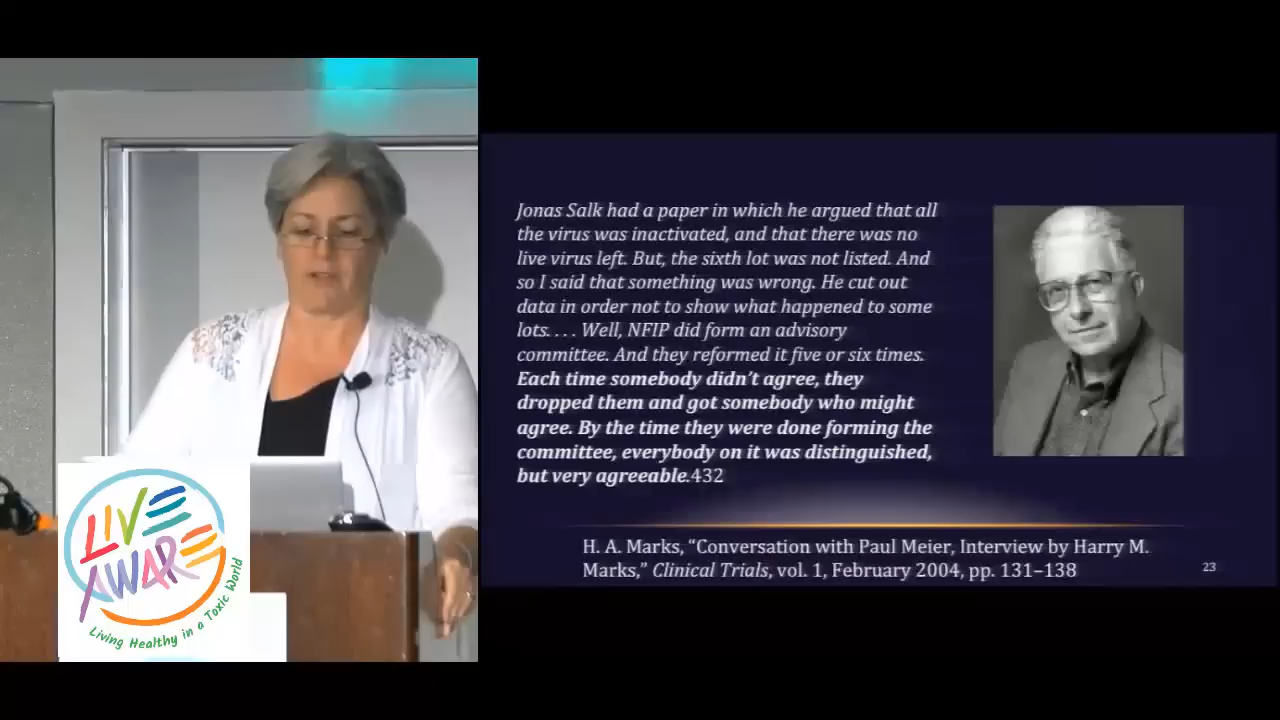 Jonas Salk had a paper in which he argued that all
the virus was inactivated, and that there was no
live virus left. But, the sixth lot was not listed. And
so I said that something was wrong. He cut out
data in order not to show what happened to some
lots. . . . Well, NFIP did form an advisory
committee. And they reformed it five or six times.
Each time somebody didn't agree, they
dropped them and got somebody who might
agree. By the time they were done forming the
committee, everybody on it was distinguished,
but very agreeable.432
H. A. Marks, “Conversation with Paul Meier, Interview by Harry M.
Marks,” Clinical Trials, vol. 1, February 2004, pp. 131–138
23
LIVE
AWARE
Living Healthy in a Toxic World